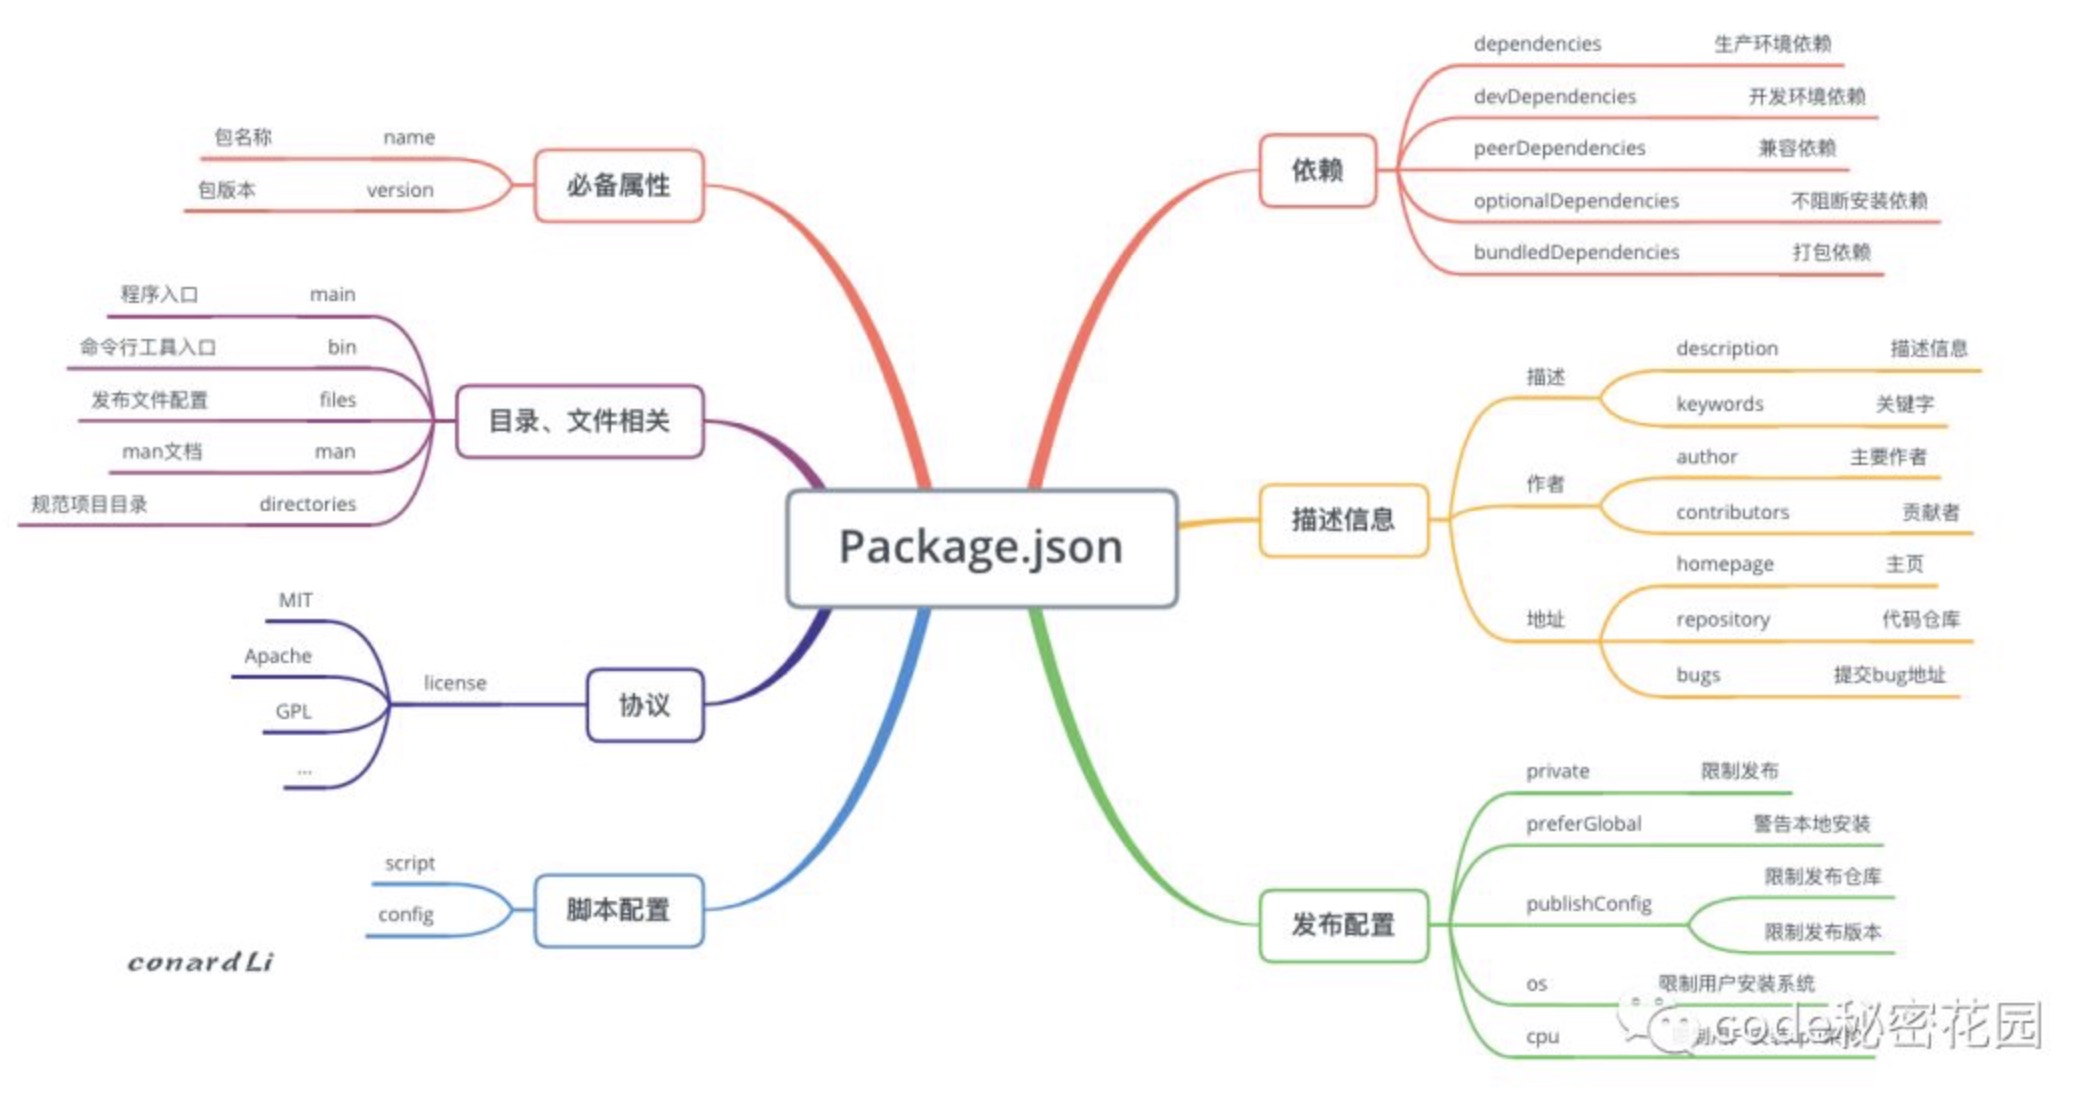 Package.json
必备属性
name 包名称
version 包版本
目录、文件相关
main 程序入口
bin 命令行工具入口
files 发布文件配置
man man文档
directories 规范项目目录
协议
license
MIT
Apache
GPL
...
脚本配置
script
config
conardLi
依赖
dependencies 生产环境依赖
devDependencies 开发环境依赖
peerDependencies 兼容依赖
optionalDependencies 不阻断安装依赖
bundledDependencies 打包依赖
描述信息
描述
description 描述信息
keywords 关键字
作者
author 主要作者
contributors 贡献者
地址
homepage 主页
repository 代码仓库
bugs 提交bug地址
发布配置
private 限制发布
preferGlobal 警告本地安装
publishConfig
限制发布仓库
限制发布版本
os 限制用户安装系统
cpu
code秘密花园